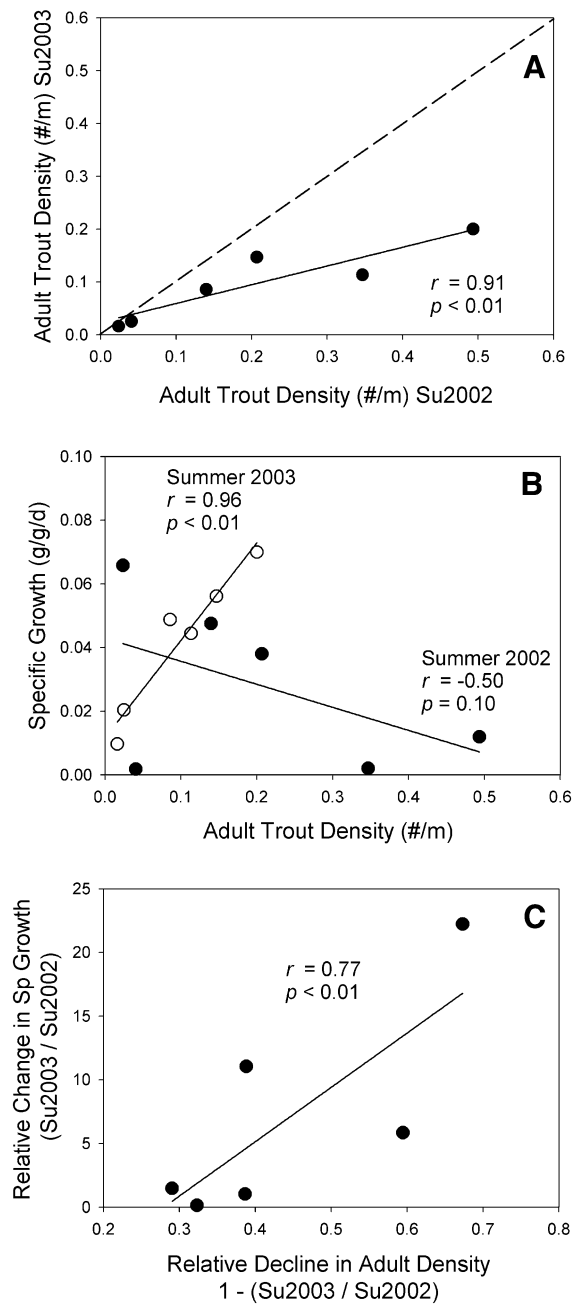 A
Adult Trout Density (#/m) Su2003
0.6
0.5
0.4
0.3
0.2
0.1
0.0
r = 0.91
p < 0.01
0.0 0.1 0.2 0.3 0.4 0.5 0.6
Adult Trout Density (#/m) Su2002
B
Specific Growth (g/g/d)
0.10
0.08
0.06
0.04
0.02
0.00
Summer 2003
r = 0.96
p < 0.01
Summer 2002
r = -0.50
p = 0.10
0.0 0.1 0.2 0.3 0.4 0.5 0.6
Adult Trout Density (#/m)
C
Relative Change in Sp Growth
(Su2003 / Su2002)
25
20
15
10
5
0
r = 0.77
p < 0.01
0.2 0.3 0.4 0.5 0.6 0.7 0.8
Relative Decline in Adult Density
1 - (Su2003 / Su2002)